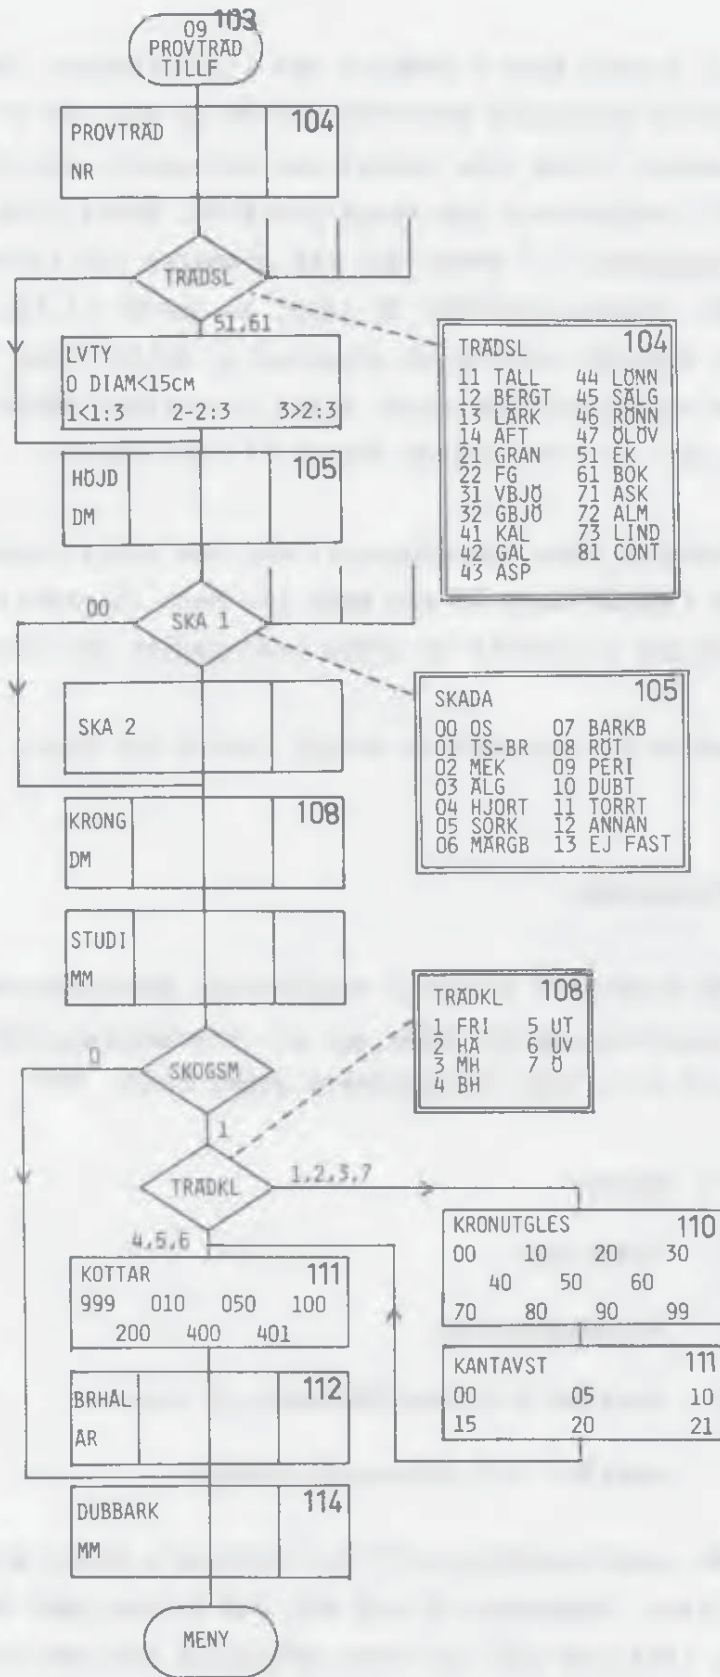 09 103
PROVTRÄD
TILLF
PROVTRÄD 104
NR
TRÄDSL
51,61
LVTY
0 DIAM<15CM
1<1:3 2-2:3 3>2:3
TRÄDSL 104
11 TALL 44 LÖNN
12 BERGT 45 SÄLG
13 LÄRK 46 RÖNN
14 AFT 47 ÖLÖV
21 GRAN 51 EK
22 FG 61 BOK
31 VBJÖ 71 ASK
32 GBJÖ 72 ALM
41 KAL 73 LIND
42 GAL 81 CONT
43 ASP
HÖJD 105
DM
00
SKA 1
SKA 2
SKADA 105
00 OS 07 BARKB
01 TS-BR 08 RÖT
02 MEK 09 PERI
03 ÄLG 10 DUBT
04 HJORT 11 TORRT
05 SORK 12 ANNAN
06 MÄRGB 13 EJ FAST
KRONG 108
DM
STUDI
MM
TRÄDKL 108
1 FRI 5 UT
2 HÄ 6 UV
3 MH 7 Ö
4 BH
0
SKOGSM
1
TRÄDKL
1,2,3,7
4,5,6
KRONUTGLES 110
00 10 20 30
40 50 60
70 80 90 99
KOTTAR 111
999 010 050 100
200 400 401
KANTAVST 111
00 05 10
15 20 21
BRHÅL 112
ÅR
DUBBARK 114
MM
MENY